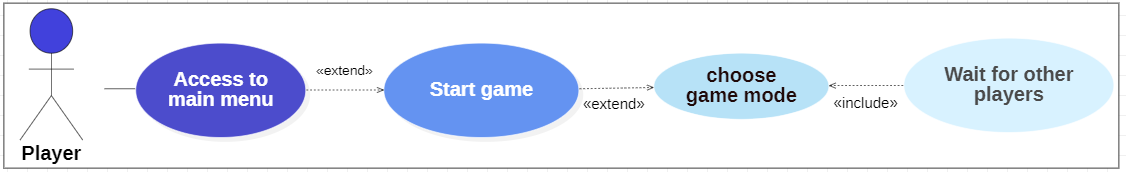 Player
Access to
main menu
«extend»
Start game
«extend»
choose
game mode
«include»
Wait for other
players